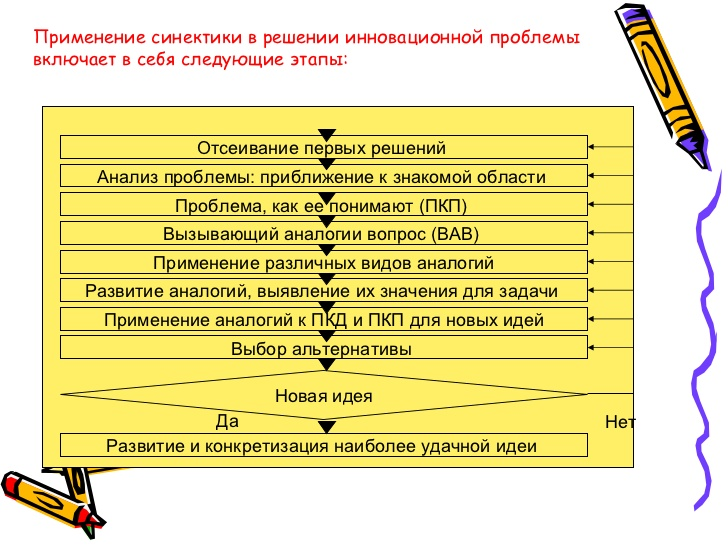 Применение синектики в решении инновационной проблемы
включает в себя следующие этапы:
Отсеивание первых решений
Анализ проблемы: приближение к знакомой области
Проблема, как ее понимают (ПКП)
Вызывающий аналогии вопрос (ВАВ)
Применение различных видов аналогий
Развитие аналогий, выявление их значения для задачи
Применение аналогий к ПКД и ПКП для новых идей
Выбор альтернативы
Новая идея
Да
Нет
Развитие и конкретизация наиболее удачной идеи